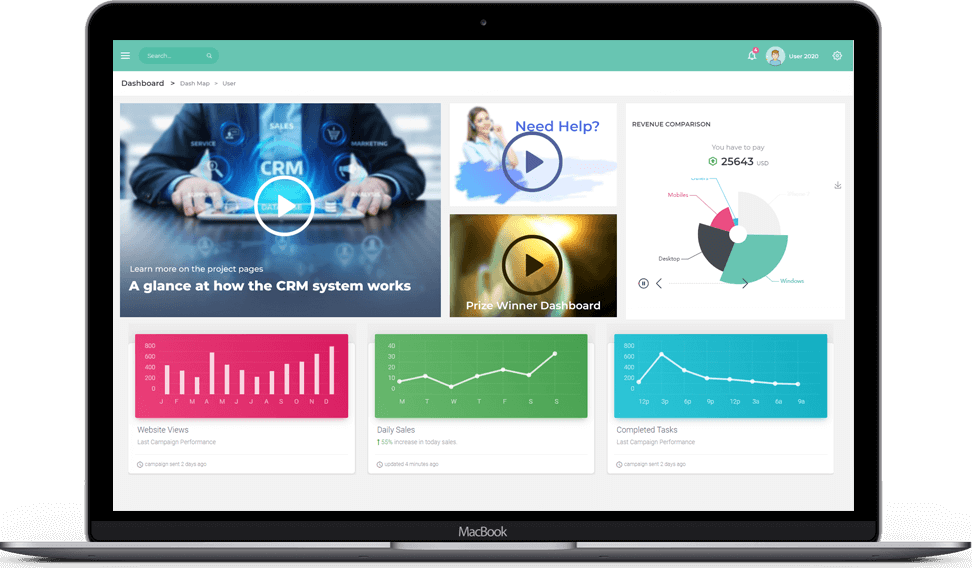 Search...
4
User 2020
Dashboard > Dash Map > User
SALES
SERVICE
MARKETING
CRM
SUPPORT
Learn more on the project pages
A glance at how the CRM system works
Need Help?
Prize Winner Dashboard
REVENUE COMPARISON
You have to pay
25643 USD
Mobiles
Desktop
Windows
800
600
400
200
0
J F M A M J J A S O N D
Website Views
Last Campaign Performance
campaign sent 2 days ago
40
30
20
10
0
M T W T F S S
Daily Sales
55% increase in today sales.
updated 4 minutes ago
800
600
400
200
0
12p 3p 6p 9p 12p 3a 6a 9a
Completed Tasks
Last Campaign Performance
campaign sent 2 days ago
MacBook